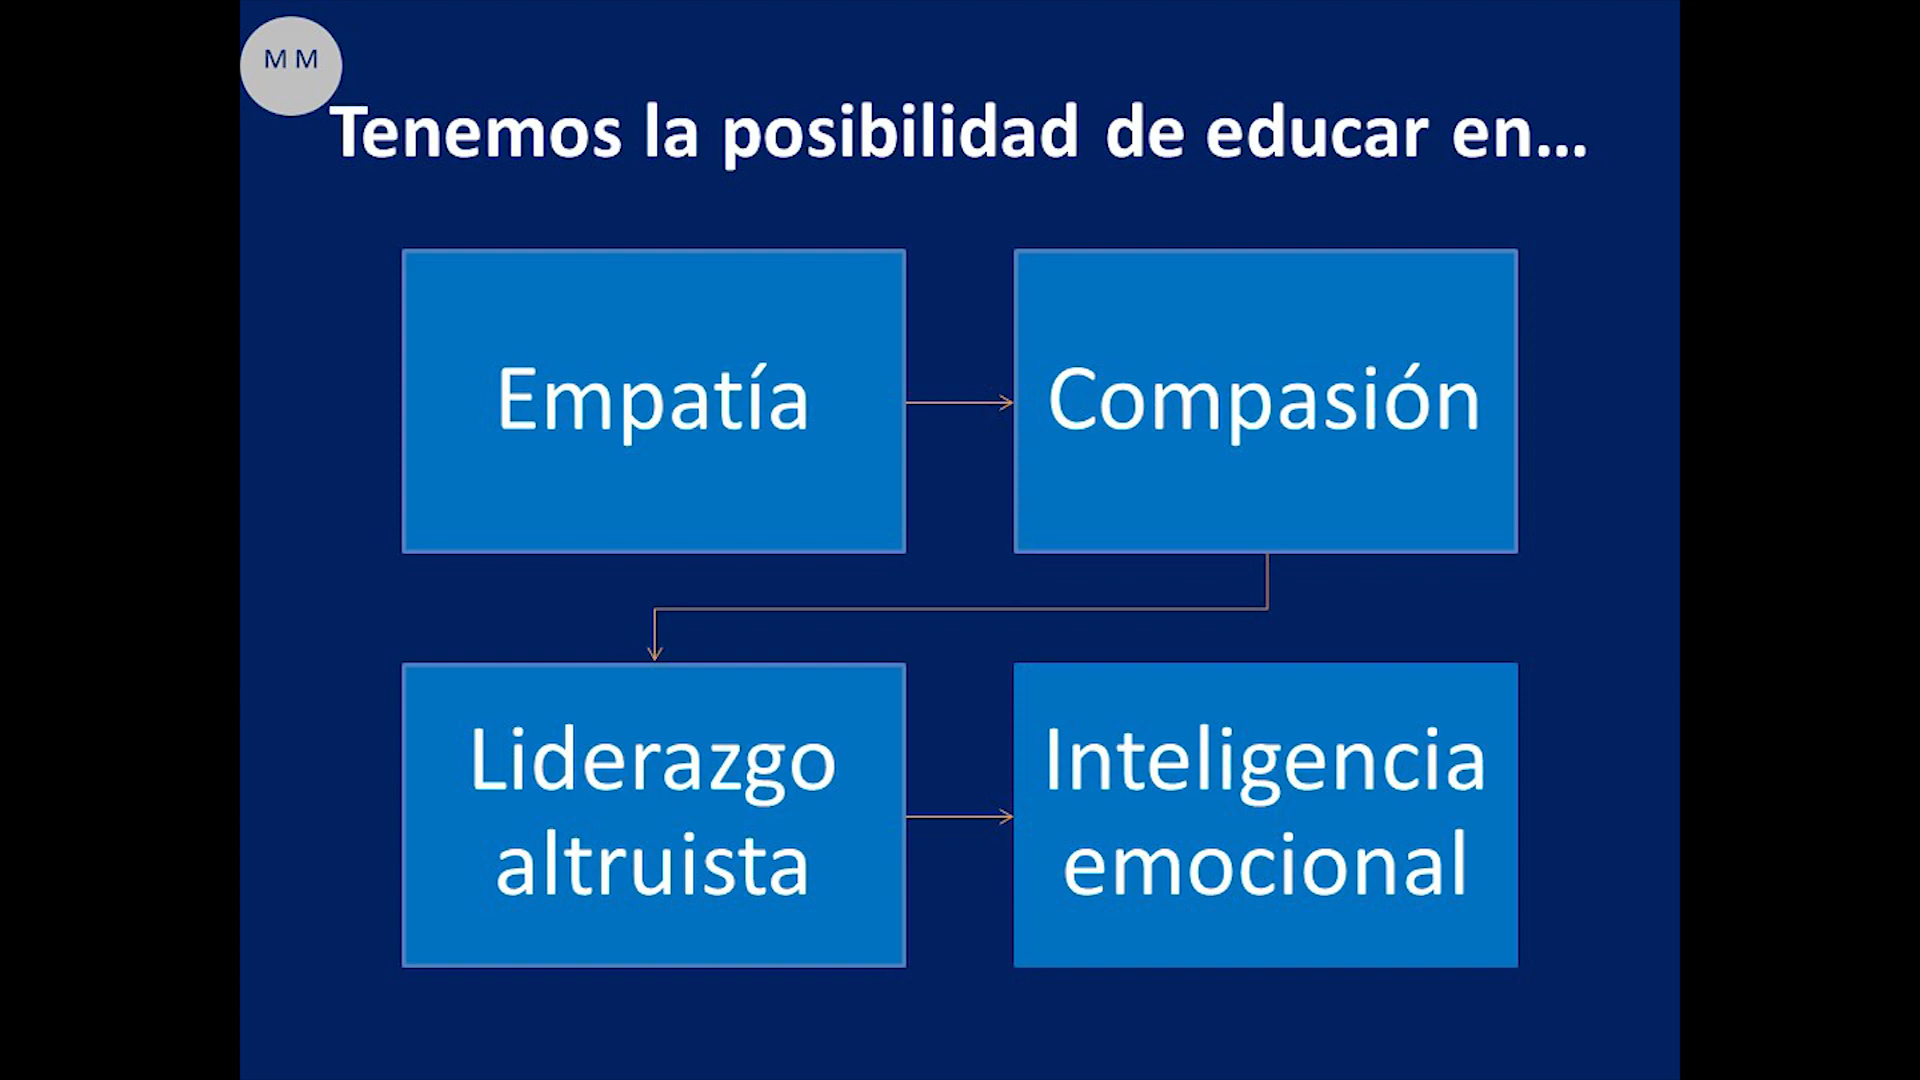 M M
Tenemos la posibilidad de educar en...
Empatía
Compasión
Liderazgo
altruista
Inteligencia
emocional